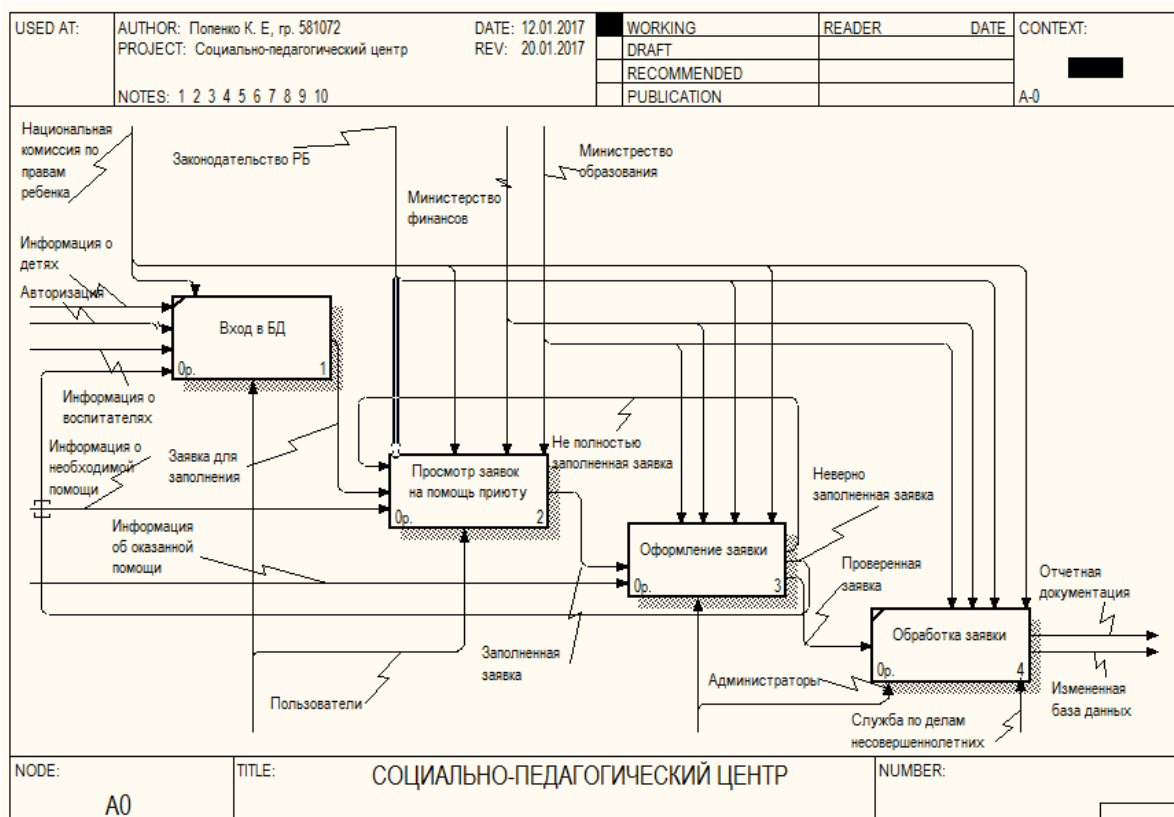 USED AT:
AUTHOR: Попенко К. Е, гр. 581072
DATE: 12.01.2017
PROJECT: Социально-педагогический центр
REV: 20.01.2017
NOTES: 1 2 3 4 5 6 7 8 9 10
WORKING
DRAFT
RECOMMENDED
PUBLICATION
READER
DATE
CONTEXT:
A-0
Национальная
комиссия по
правам
ребенка
Законодательство РБ
Министерство
финансов
Министрество
образования
Информация о
детях
Авторизация
Вход в БД
0р.
1
Информация о
воспитателях
Информация о
необходимой
помощи
Заявка для
заполнения
Не полностью
заполненная заявка
Просмотр заявок
на помощь приюту
0р.
2
Неверно
заполненная заявка
Информация
об оказанной
помощи
Оформление заявки
0р.
3
Проверенная
заявка
Отчетная
документация
Обработка заявки
0р.
4
Заполненная
заявка
Пользователи
Администраторы
Измененная
база данных
Служба по делам
несовершеннолетних
NODE:
A0
TITLE:
СОЦИАЛЬНО-ПЕДАГОГИЧЕСКИЙ ЦЕНТР
NUMBER: